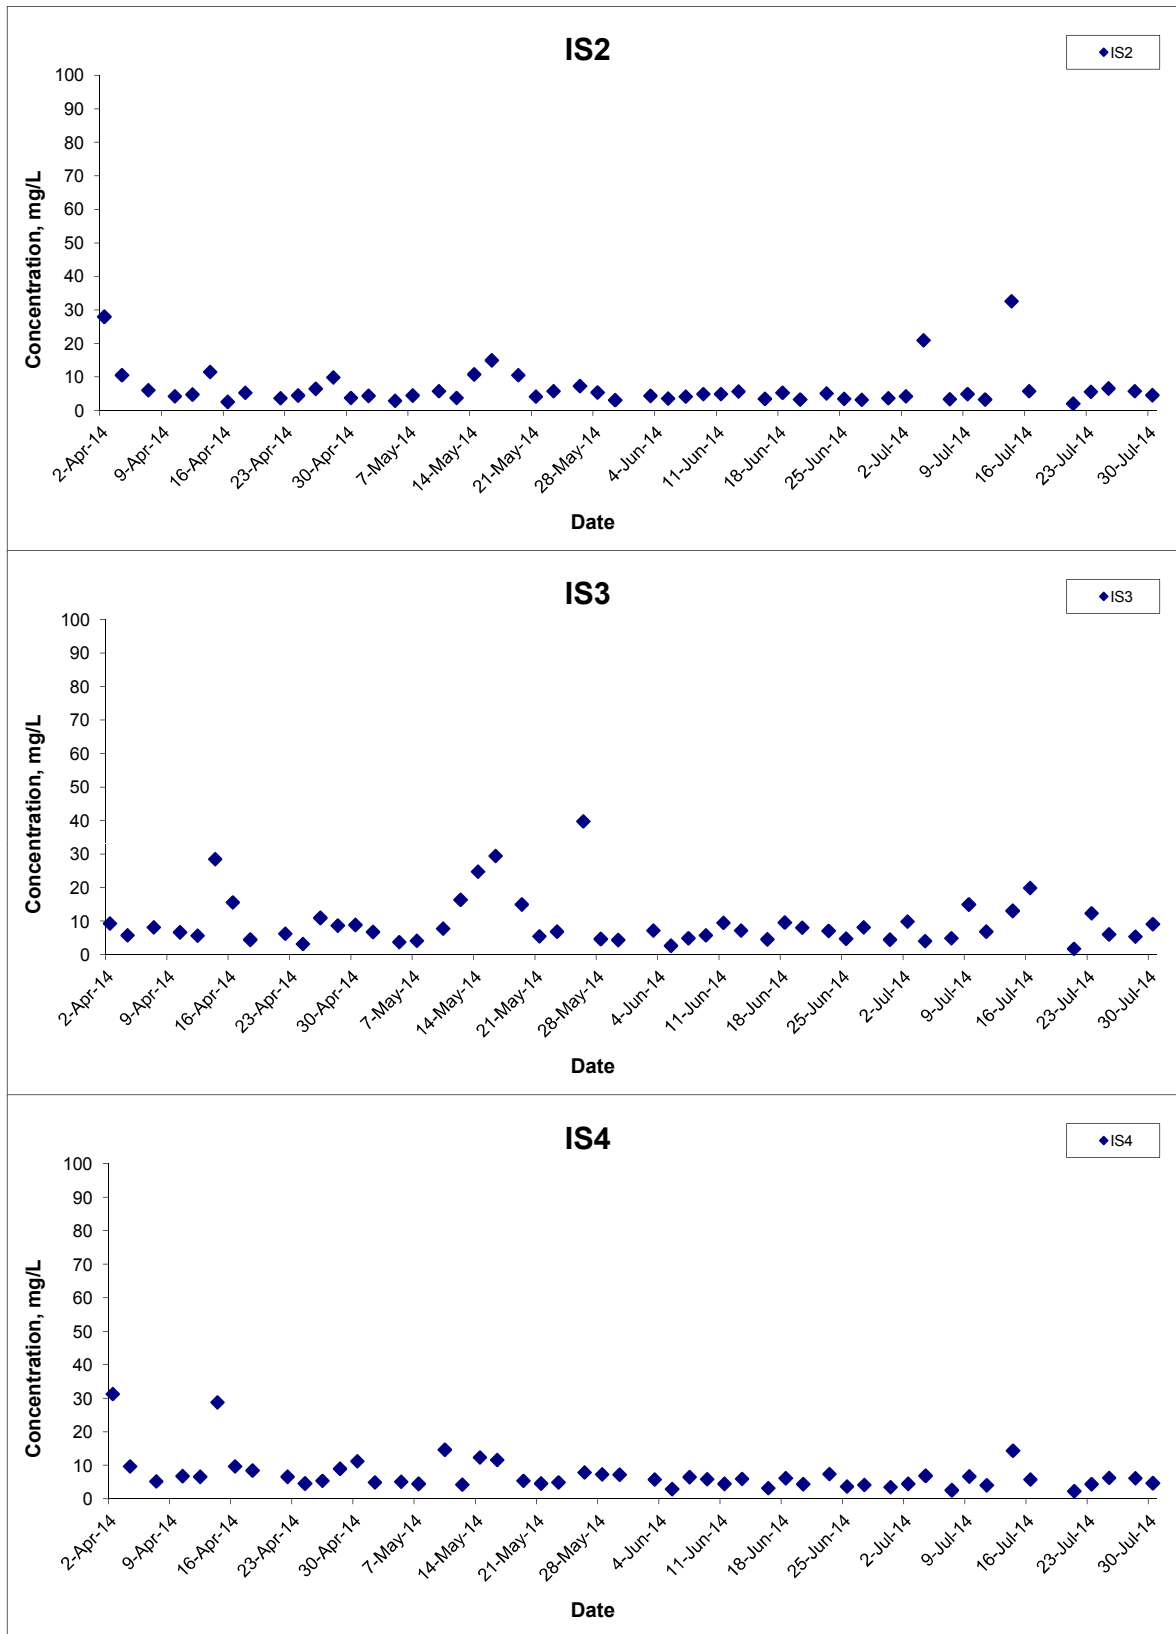 IS2
IS2
100
90
80
70
60
50
40
30
20
10
0
Concentration, mg/L
2-Apr-14
9-Apr-14
16-Apr-14
23-Apr-14
30-Apr-14
7-May-14
14-May-14
21-May-14
28-May-14
4-Jun-14
11-Jun-14
18-Jun-14
25-Jun-14
2-Jul-14
9-Jul-14
16-Jul-14
23-Jul-14
30-Jul-14
Date
IS3
IS3
100
90
80
70
60
50
40
30
20
10
0
Concentration, mg/L
2-Apr-14
9-Apr-14
16-Apr-14
23-Apr-14
30-Apr-14
7-May-14
14-May-14
21-May-14
28-May-14
4-Jun-14
11-Jun-14
18-Jun-14
25-Jun-14
2-Jul-14
9-Jul-14
16-Jul-14
23-Jul-14
30-Jul-14
Date
IS4
IS4
100
90
80
70
60
50
40
30
20
10
0
Concentration, mg/L
2-Apr-14
9-Apr-14
16-Apr-14
23-Apr-14
30-Apr-14
7-May-14
14-May-14
21-May-14
28-May-14
4-Jun-14
11-Jun-14
18-Jun-14
25-Jun-14
2-Jul-14
9-Jul-14
16-Jul-14
23-Jul-14
30-Jul-14
Date